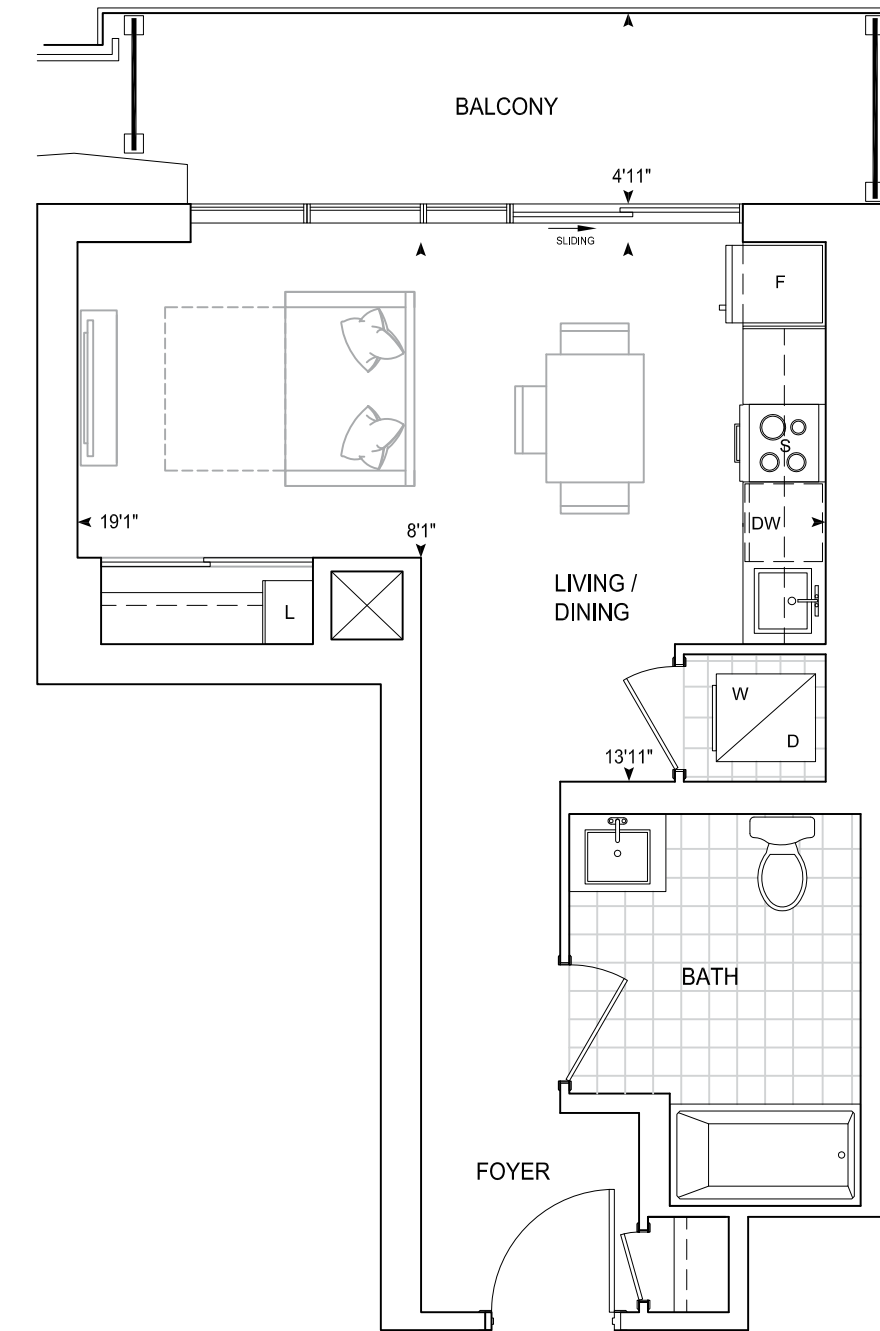 BALCONY
4'11"
SLIDING
F
S
19'1"
8'1"
DW
LIVING /
DINING
L
W
D
13'11"
BATH
FOYER